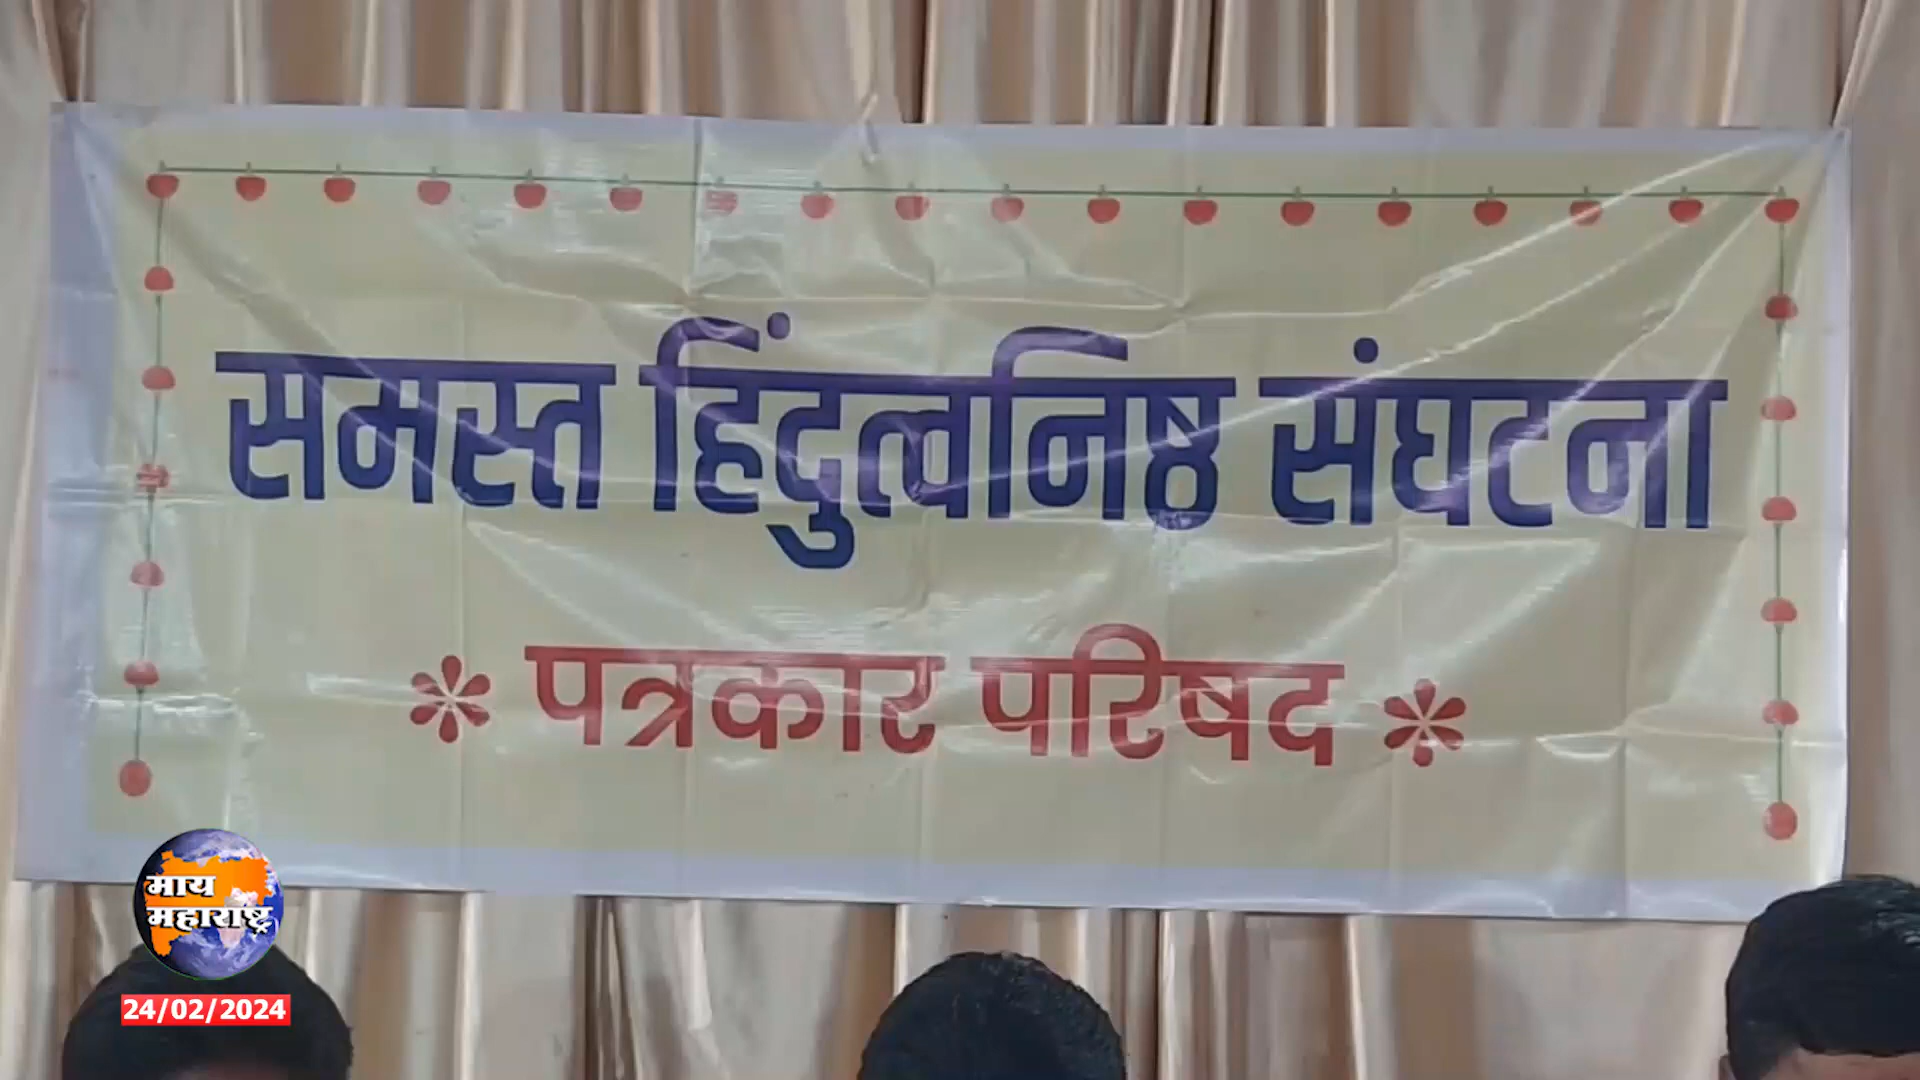 समस्त हिंदुत्वनिष्ठ संघटना
* पत्रकार परिषद *
माय
महाराष्ट्र
24/02/2024